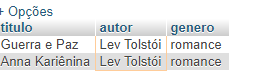 + Opções
titulo autor genero
Guerra e Paz Lev Tolstói romance
Anna Kariênina Lev Tolstói romance